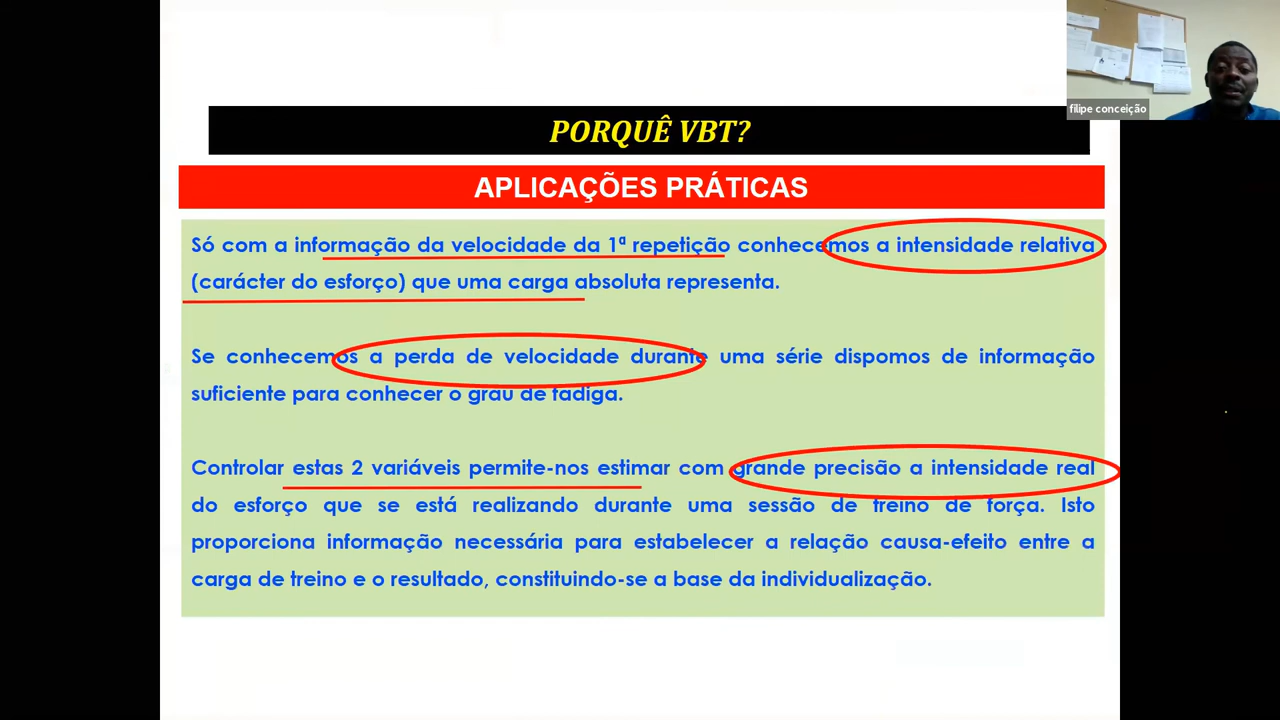 filipe conceição
PORQUÊ VBT?
APLICAÇÕES PRÁTICAS
Só com a informação da velocidade da 1ª repetição conhecemos a intensidade relativa
(carácter do esforço) que uma carga absoluta representa.
Se conhecemos a perda de velocidade durante uma série dispomos de informação
suficiente para conhecer o grau de fadiga.
Controlar estas 2 variáveis permite-nos estimar com grande precisão a intensidade real
do esforço que se está realizando durante uma sessão de treino de força. Isto
proporciona informação necessária para estabelecer a relação causa-efeito entre a
carga de treino e o resultado, constituindo-se a base da individualização.